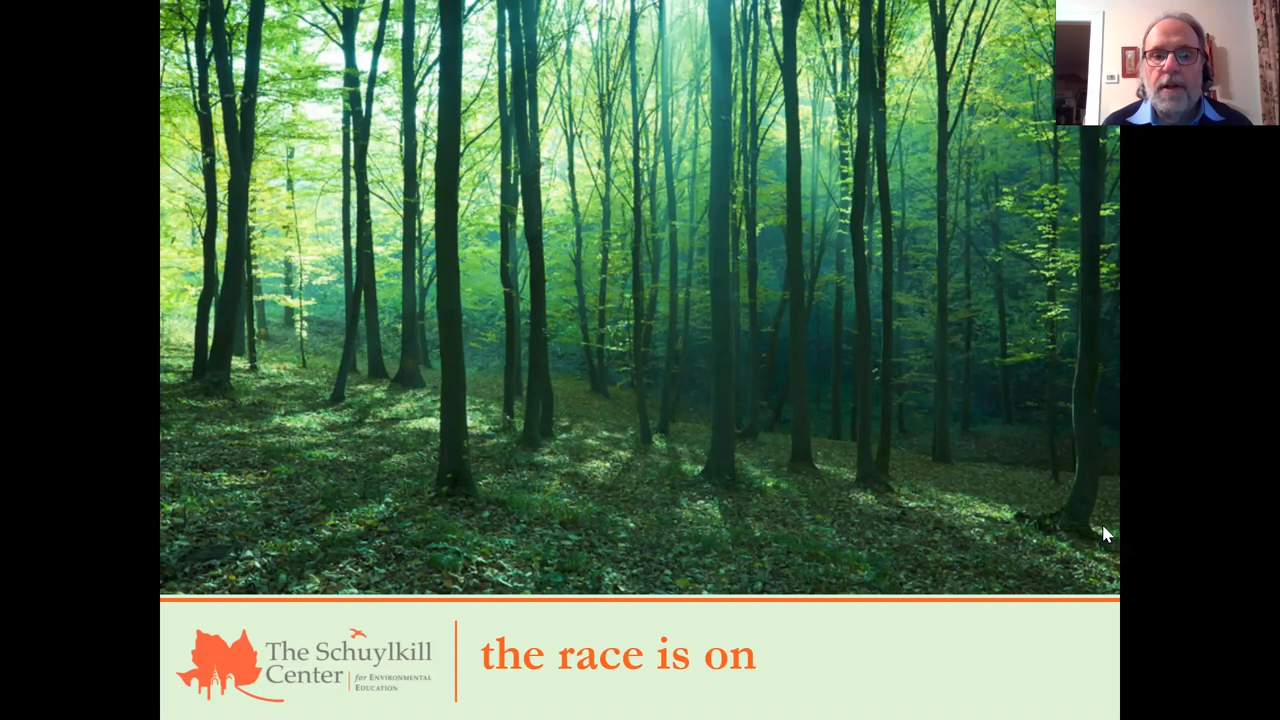 The Schuylkill
Center
for ENVIRONMENTAL
EDUCATION
the race is on